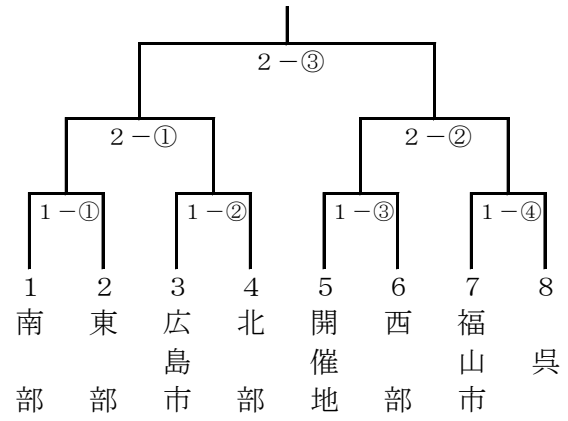 2－③
2－① 2－②
1－① 1－② 1－③ 1－④
1 2 3 4 5 6 7 8
南部
東部
広島市
北部
開催地
西部
福山市
呉